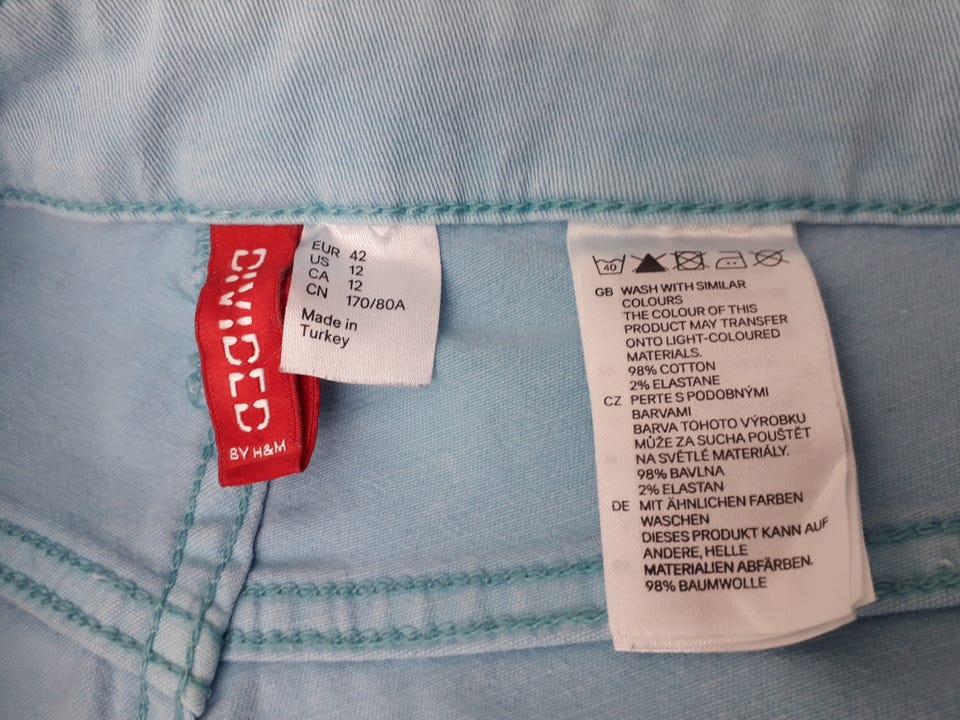 DIVIDED
BY H&M
EUR 42
US 12
CA 12
CN 170/80A
Made in
Turkey
40
GB WASH WITH SIMILAR
COLOURS
THE COLOUR OF THIS
PRODUCT MAY TRANSFER
ONTO LIGHT-COLOURED
MATERIALS.
98% COTTON
2% ELASTANE
CZ PERTE S PODOBNÝMI
BARVAMI
BARVA TOHOTO VÝROBKU
MŮŽE ZA SUCHA POUŠTĚT
NA SVĚTLÉ MATERIÁLY.
98% BAVLNA
2% ELASTAN
DE MIT ÄHNLICHEN FARBEN
WASCHEN
DIESES PRODUKT KANN AUF
ANDERE, HELLE
MATERIALIEN ABFÄRBEN.
98% BAUMWOLLE